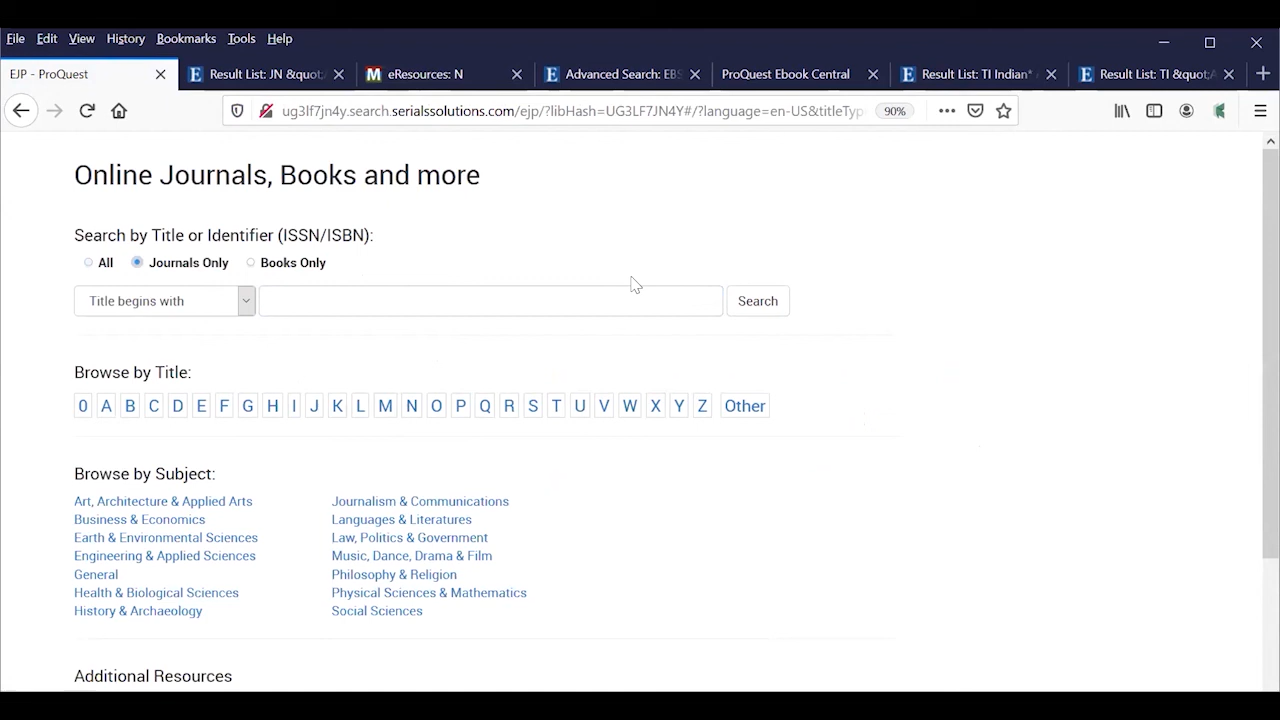 File Edit View History Bookmarks Tools Help
EJP - ProQuest Result List: JN &quot; eResources: N Advanced Search: EBS ProQuest Ebook Central Result List: TI Indian* Result List: TI &quot;
ug3lf7jn4y.search.serialssolutions.com/ejp/?libHash=UG3LF7JN4Y#/?language=en-US&titleTyp 90%
Online Journals, Books and more
Search by Title or Identifier (ISSN/ISBN):
All Journals Only Books Only
Title begins with Search
Browse by Title:
0 A B C D E F G H I J K L M N O P Q R S T U V W X Y Z Other
Browse by Subject:
Art, Architecture & Applied Arts
Business & Economics
Earth & Environmental Sciences
Engineering & Applied Sciences
General
Health & Biological Sciences
History & Archaeology
Journalism & Communications
Languages & Literatures
Law, Politics & Government
Music, Dance, Drama & Film
Philosophy & Religion
Physical Sciences & Mathematics
Social Sciences
Additional Resources